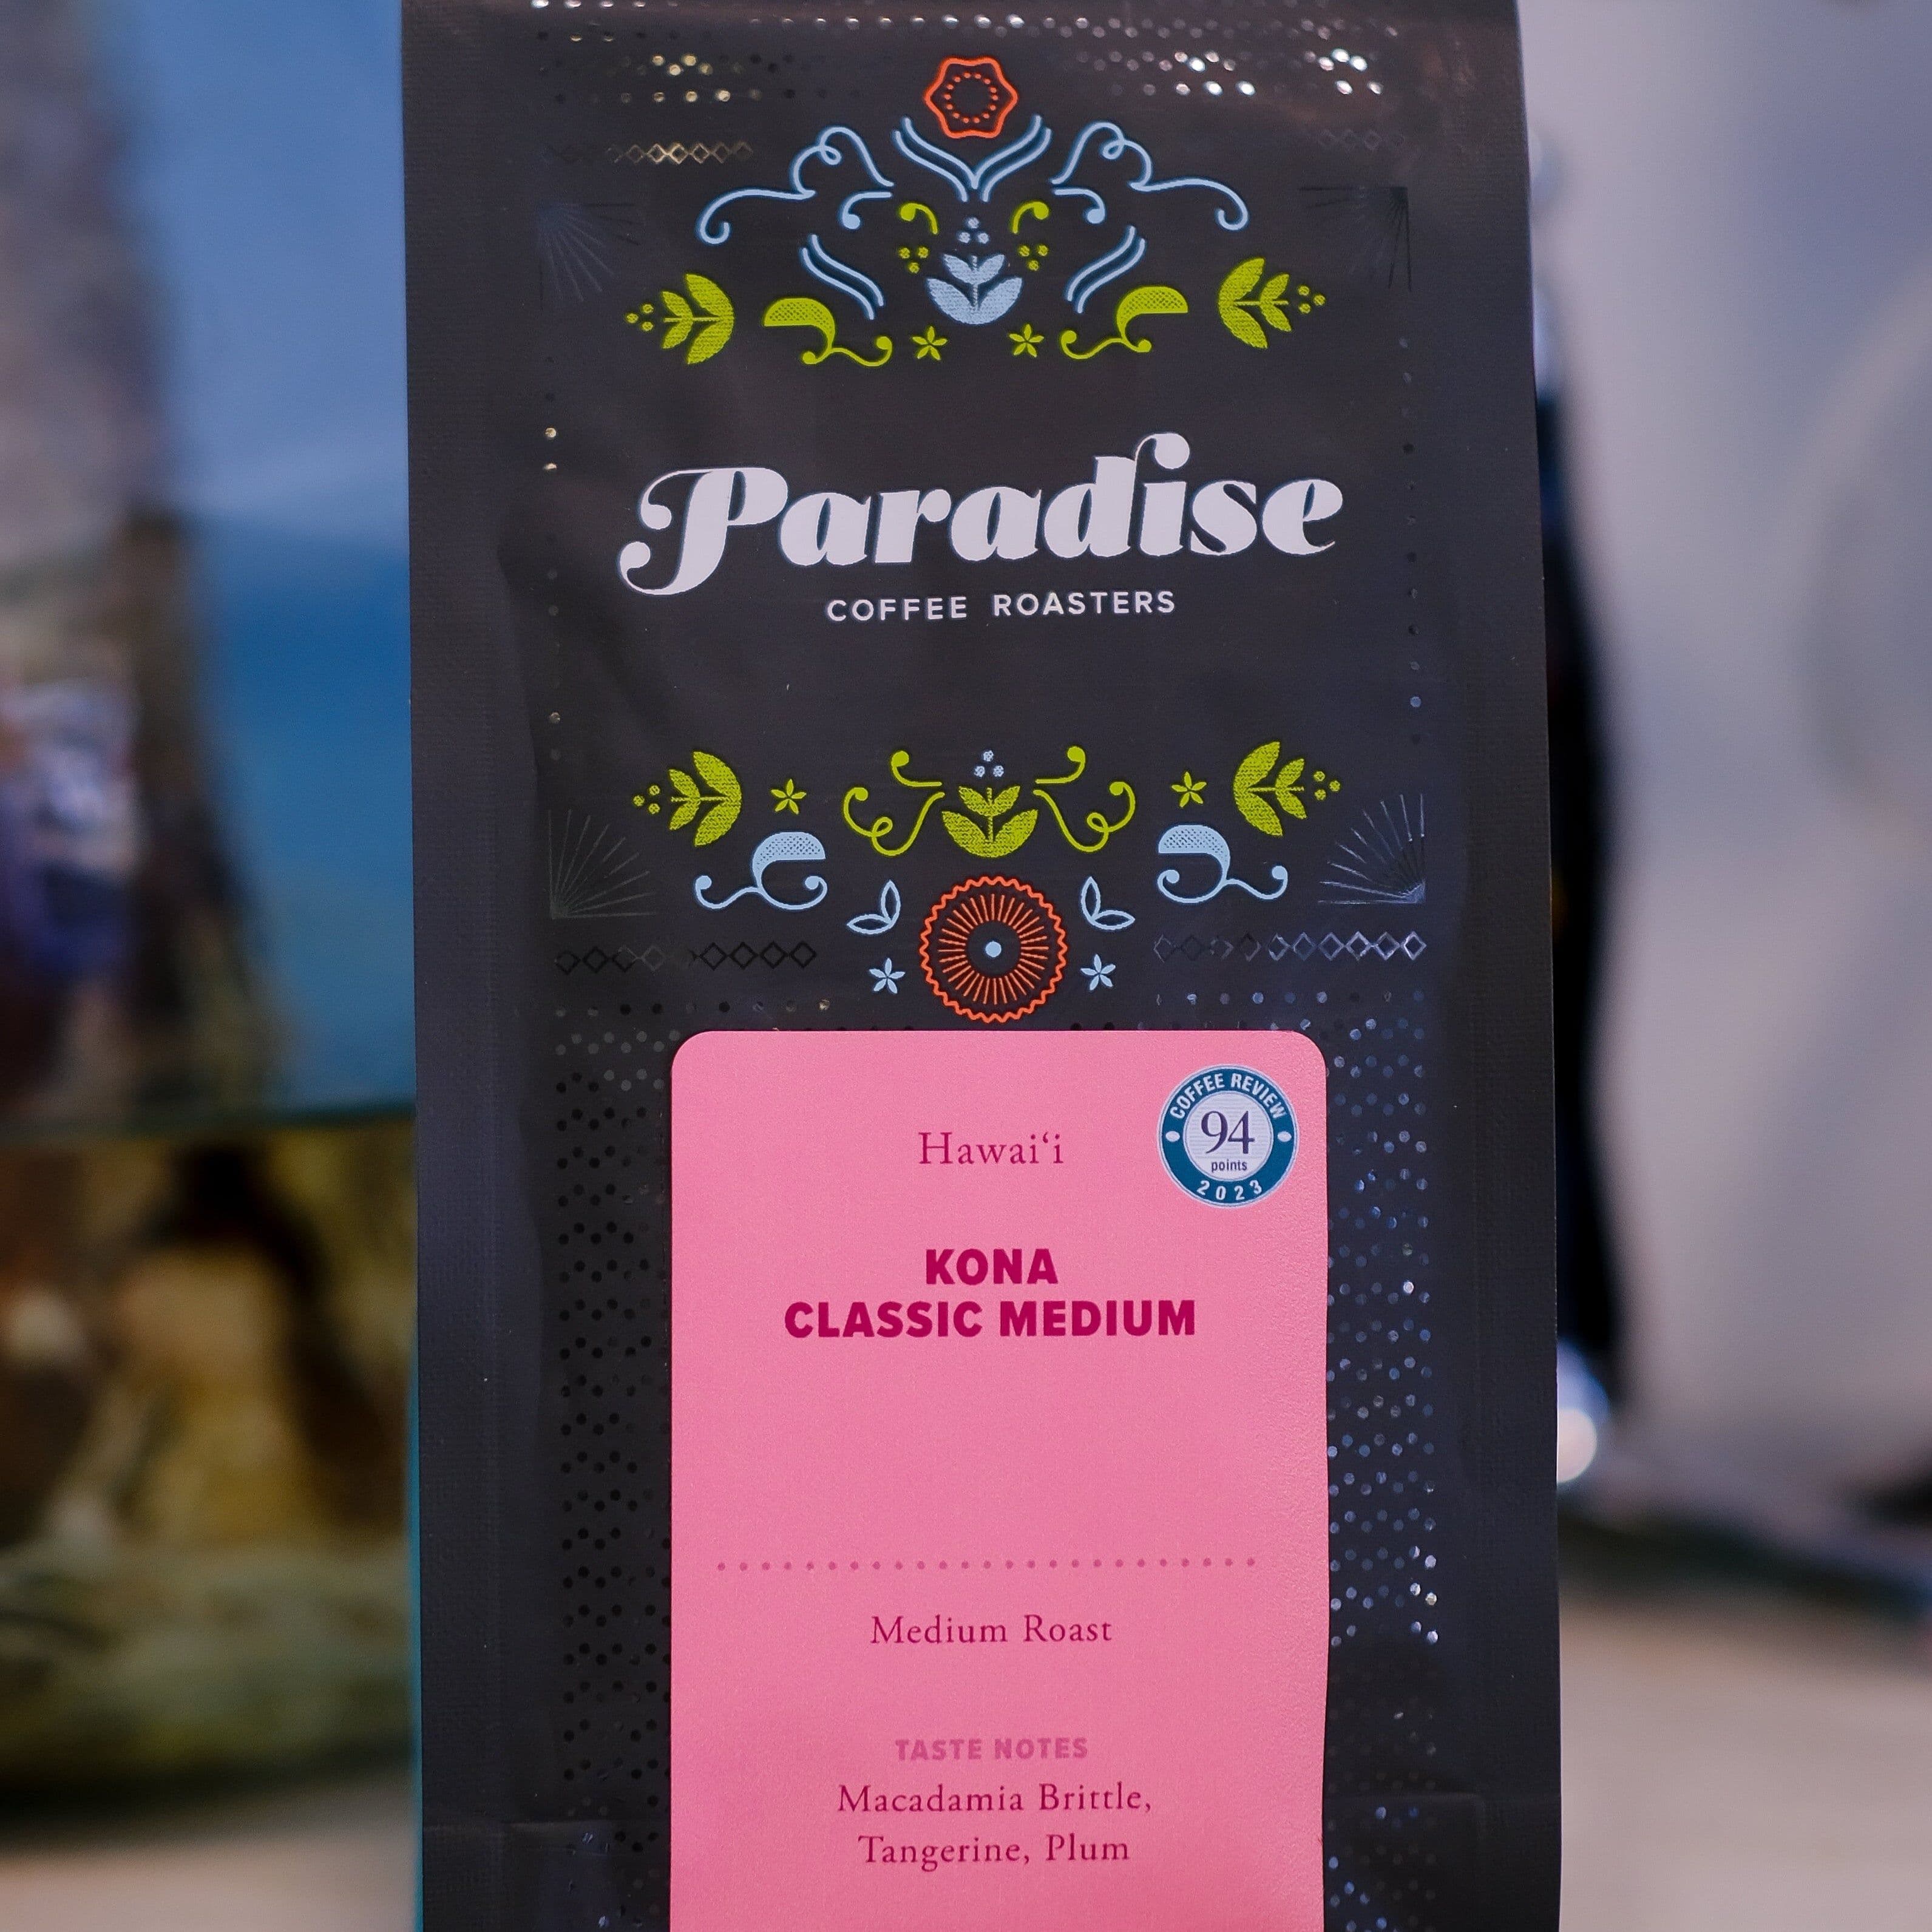 Paradise
COFFEE ROASTERS
COFFEE REVIEW
94
points
2023
Hawaiʻi
KONA
CLASSIC MEDIUM
Medium Roast
TASTE NOTES
Macadamia Brittle,
Tangerine, Plum